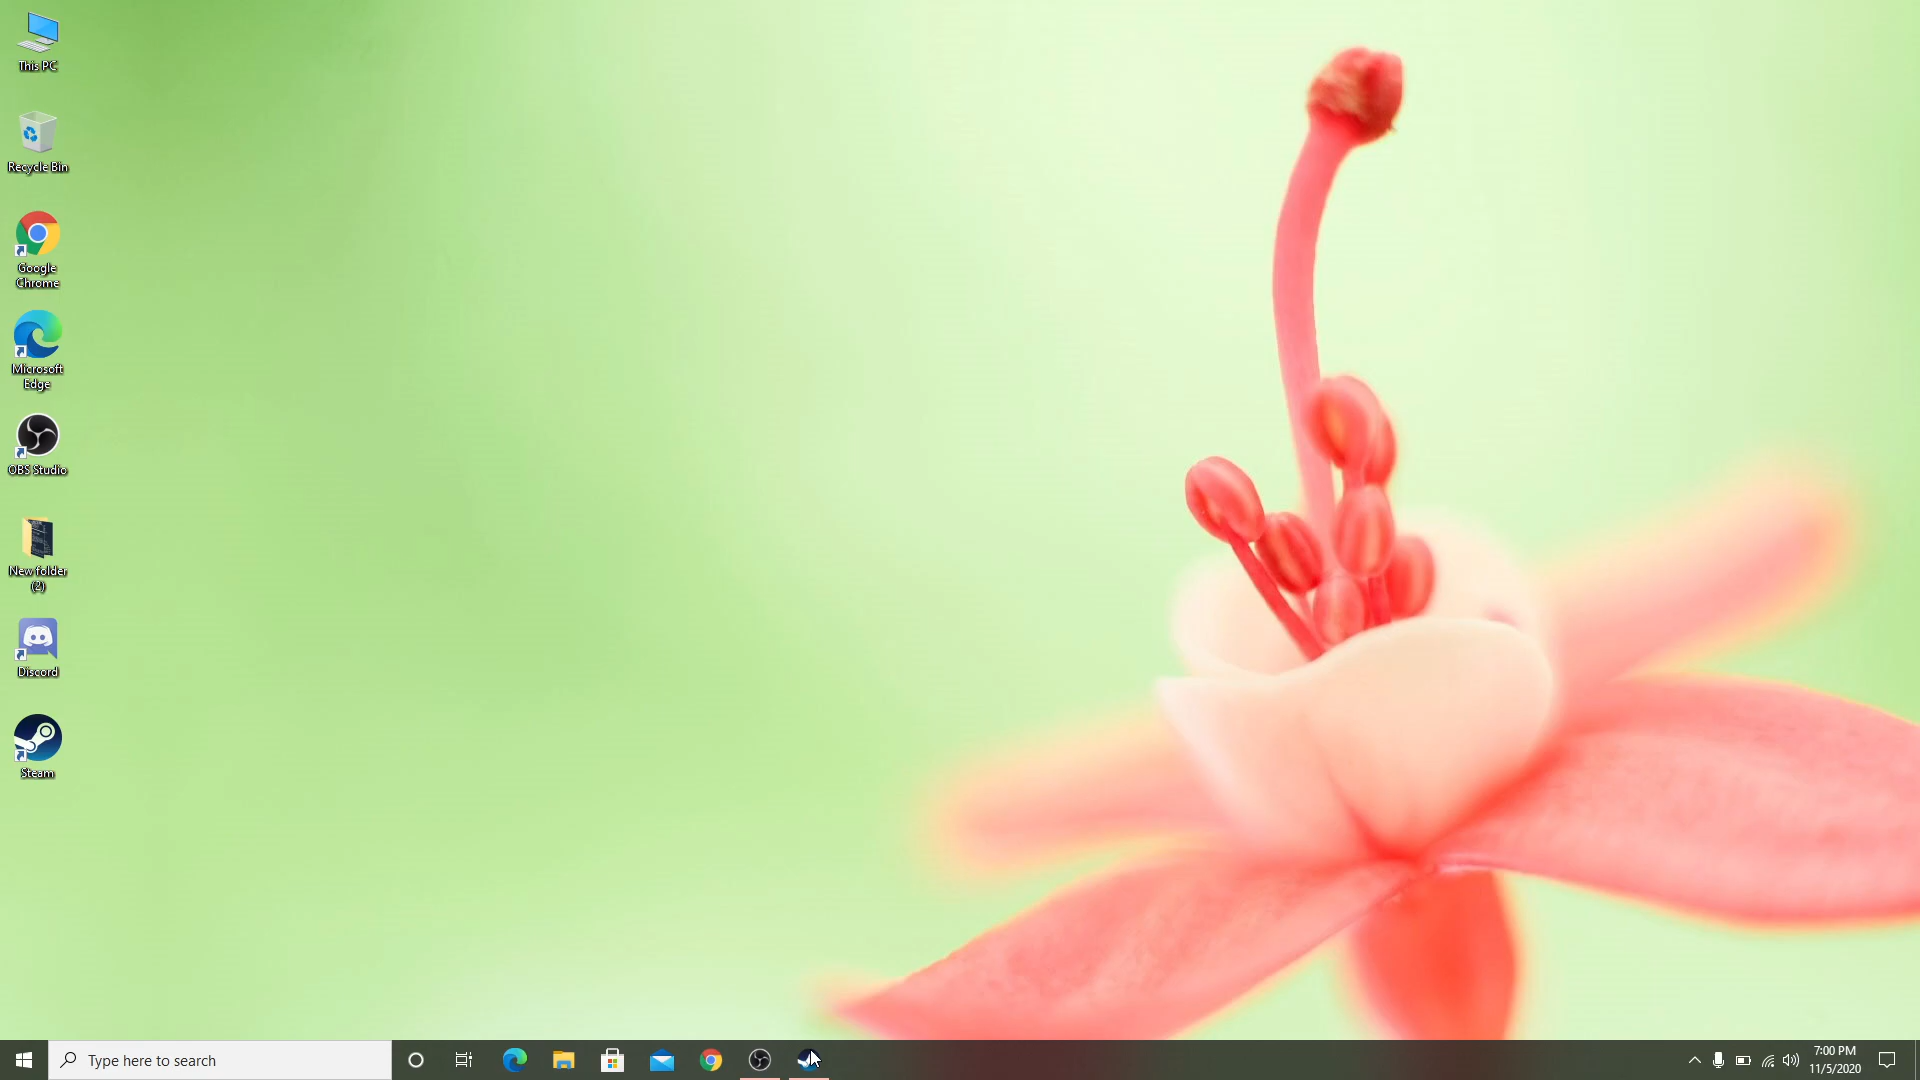 This PC
Recycle Bin
Google
Chrome
Microsoft
Edge
OBS Studio
New folder
(2)
Discord
Steam
Type here to search
7:00 PM
11/5/2020